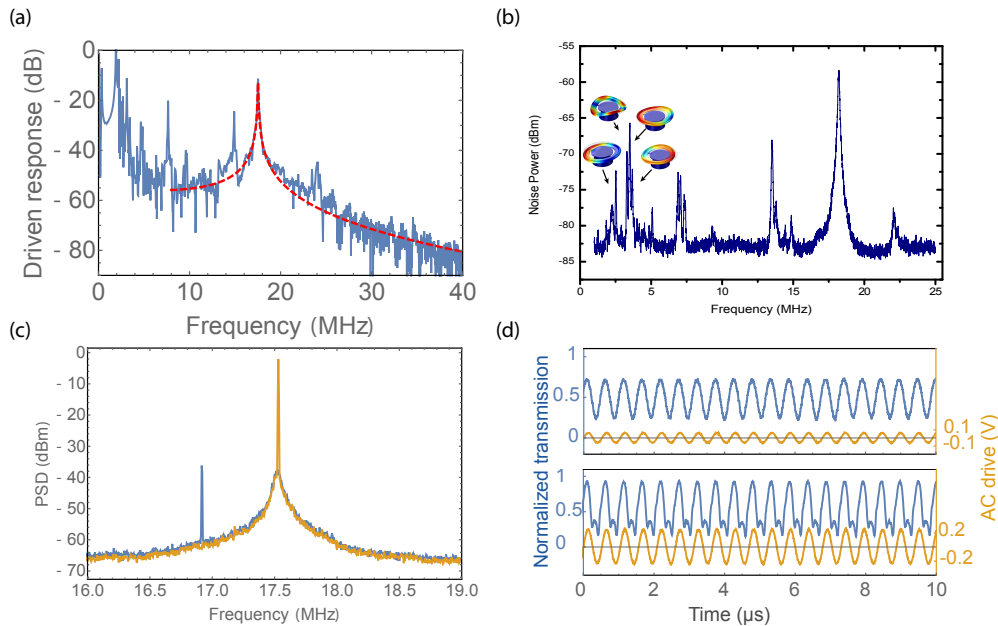 (a)
0
- 20
- 40
- 60
- 80
Driven response (dB)
0 10 20 30 40
Frequency (MHz)
(b)
-55
-60
-65
-70
-75
-80
-85
Noise Power (dBm)
0 5 10 15 20 25
Frequency (MHz)
(c)
0
- 10
- 20
- 30
- 40
- 50
- 60
- 70
PSD (dBm)
16.0 16.5 17.0 17.5 18.0 18.5 19.0
Frequency (MHz)
(d)
1
0.5
0
0.1
-0.1
1
0.5
0
0.2
-0.2
Normalized transmission
AC drive (V)
0 2 4 6 8 10
Time (µs)